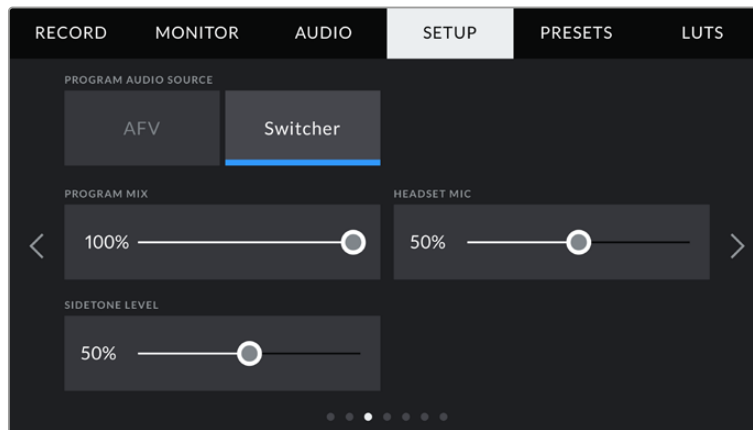 RECORD MONITOR AUDIO SETUP PRESETS LUTS
PROGRAM AUDIO SOURCE
AFV Switcher
PROGRAM MIX HEADSET MIC
100% 50%
SIDETONE LEVEL
50%